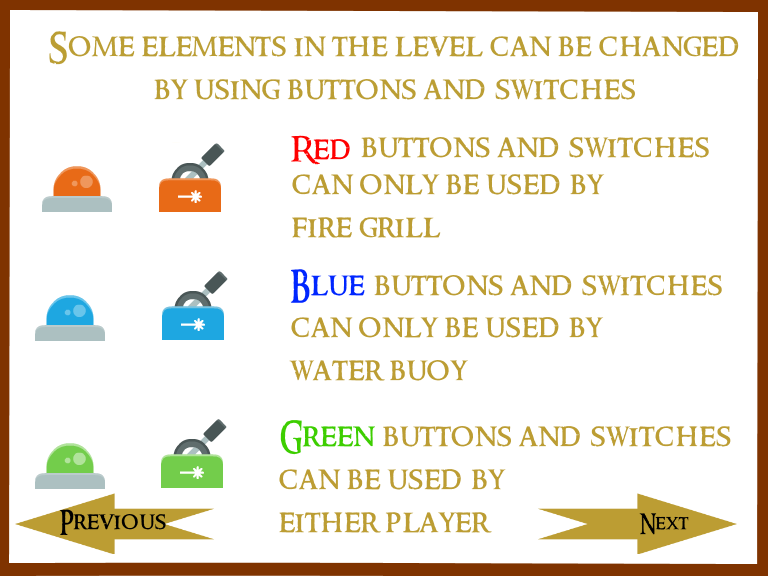 Some elements in the level can be changed
by using buttons and switches
Red buttons and switches
can only be used by
fire grill
Blue buttons and switches
can only be used by
water buoy
Green buttons and switches
can be used by
either player
Previous
Next